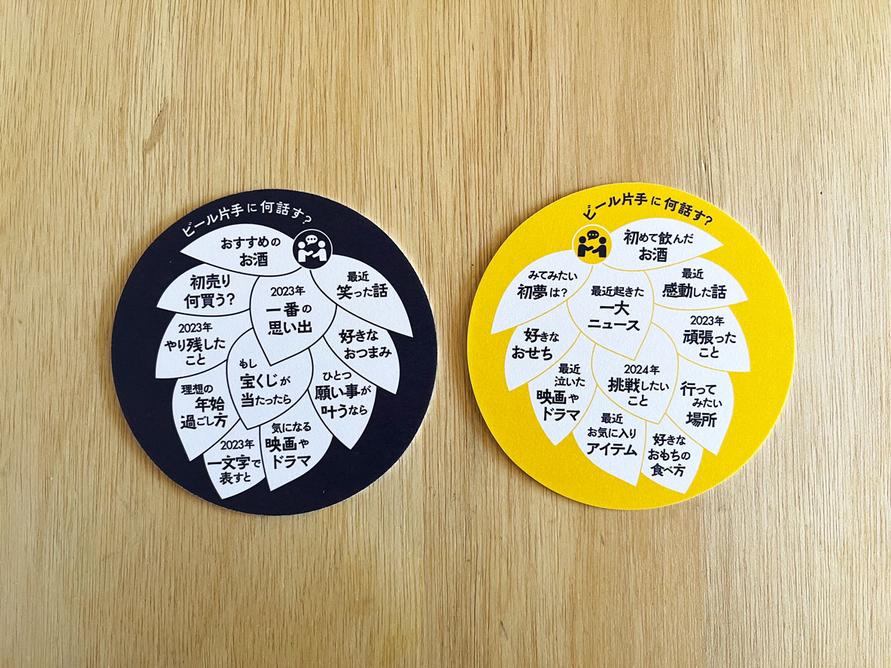 ビール片手に何話す?
おすすめの
お酒
初売り
何買う?
2023年
一番の
思い出
最近
笑った話
2023年
やり残した
こと
好きな
おつまみ
もし
宝くじが
当たったら
理想の
年始
過ごし方
ひとつ
願い事が
叶うなら
2023年
一文字で
表すと
気になる
映画や
ドラマ
ビール片手に何話す?
初めて飲んだ
お酒
みてみたい
初夢は?
最近起きた
一大
ニュース
最近
感動した話
好きな
おせち
2023年
頑張った
こと
最近
泣いた
映画や
ドラマ
2024年
挑戦したい
こと
行って
みたい
場所
最近
お気に入り
アイテム
好きな
おもちの
食べ方